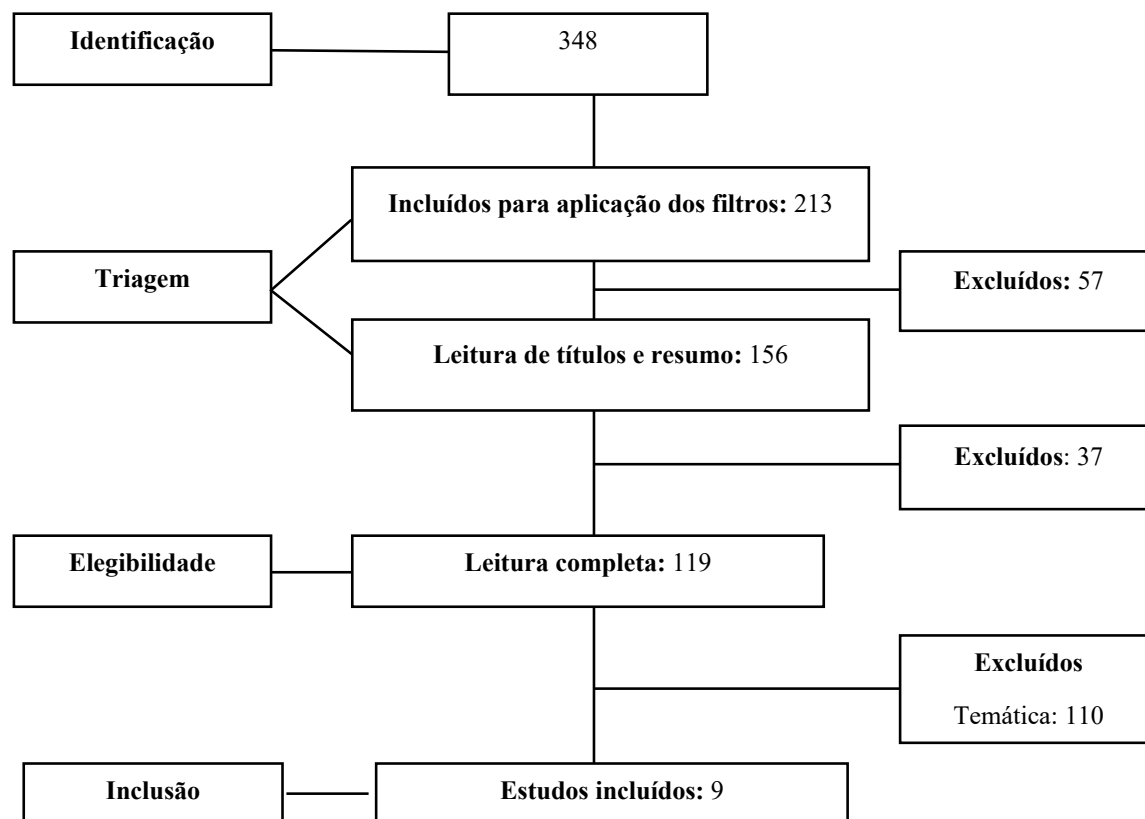 Identificação
348
Incluídos para aplicação dos filtros: 213
Triagem
Excluídos: 57
Leitura de títulos e resumo: 156
Excluídos: 37
Elegibilidade
Leitura completa: 119
Excluídos
Temática: 110
Inclusão
Estudos incluídos: 9